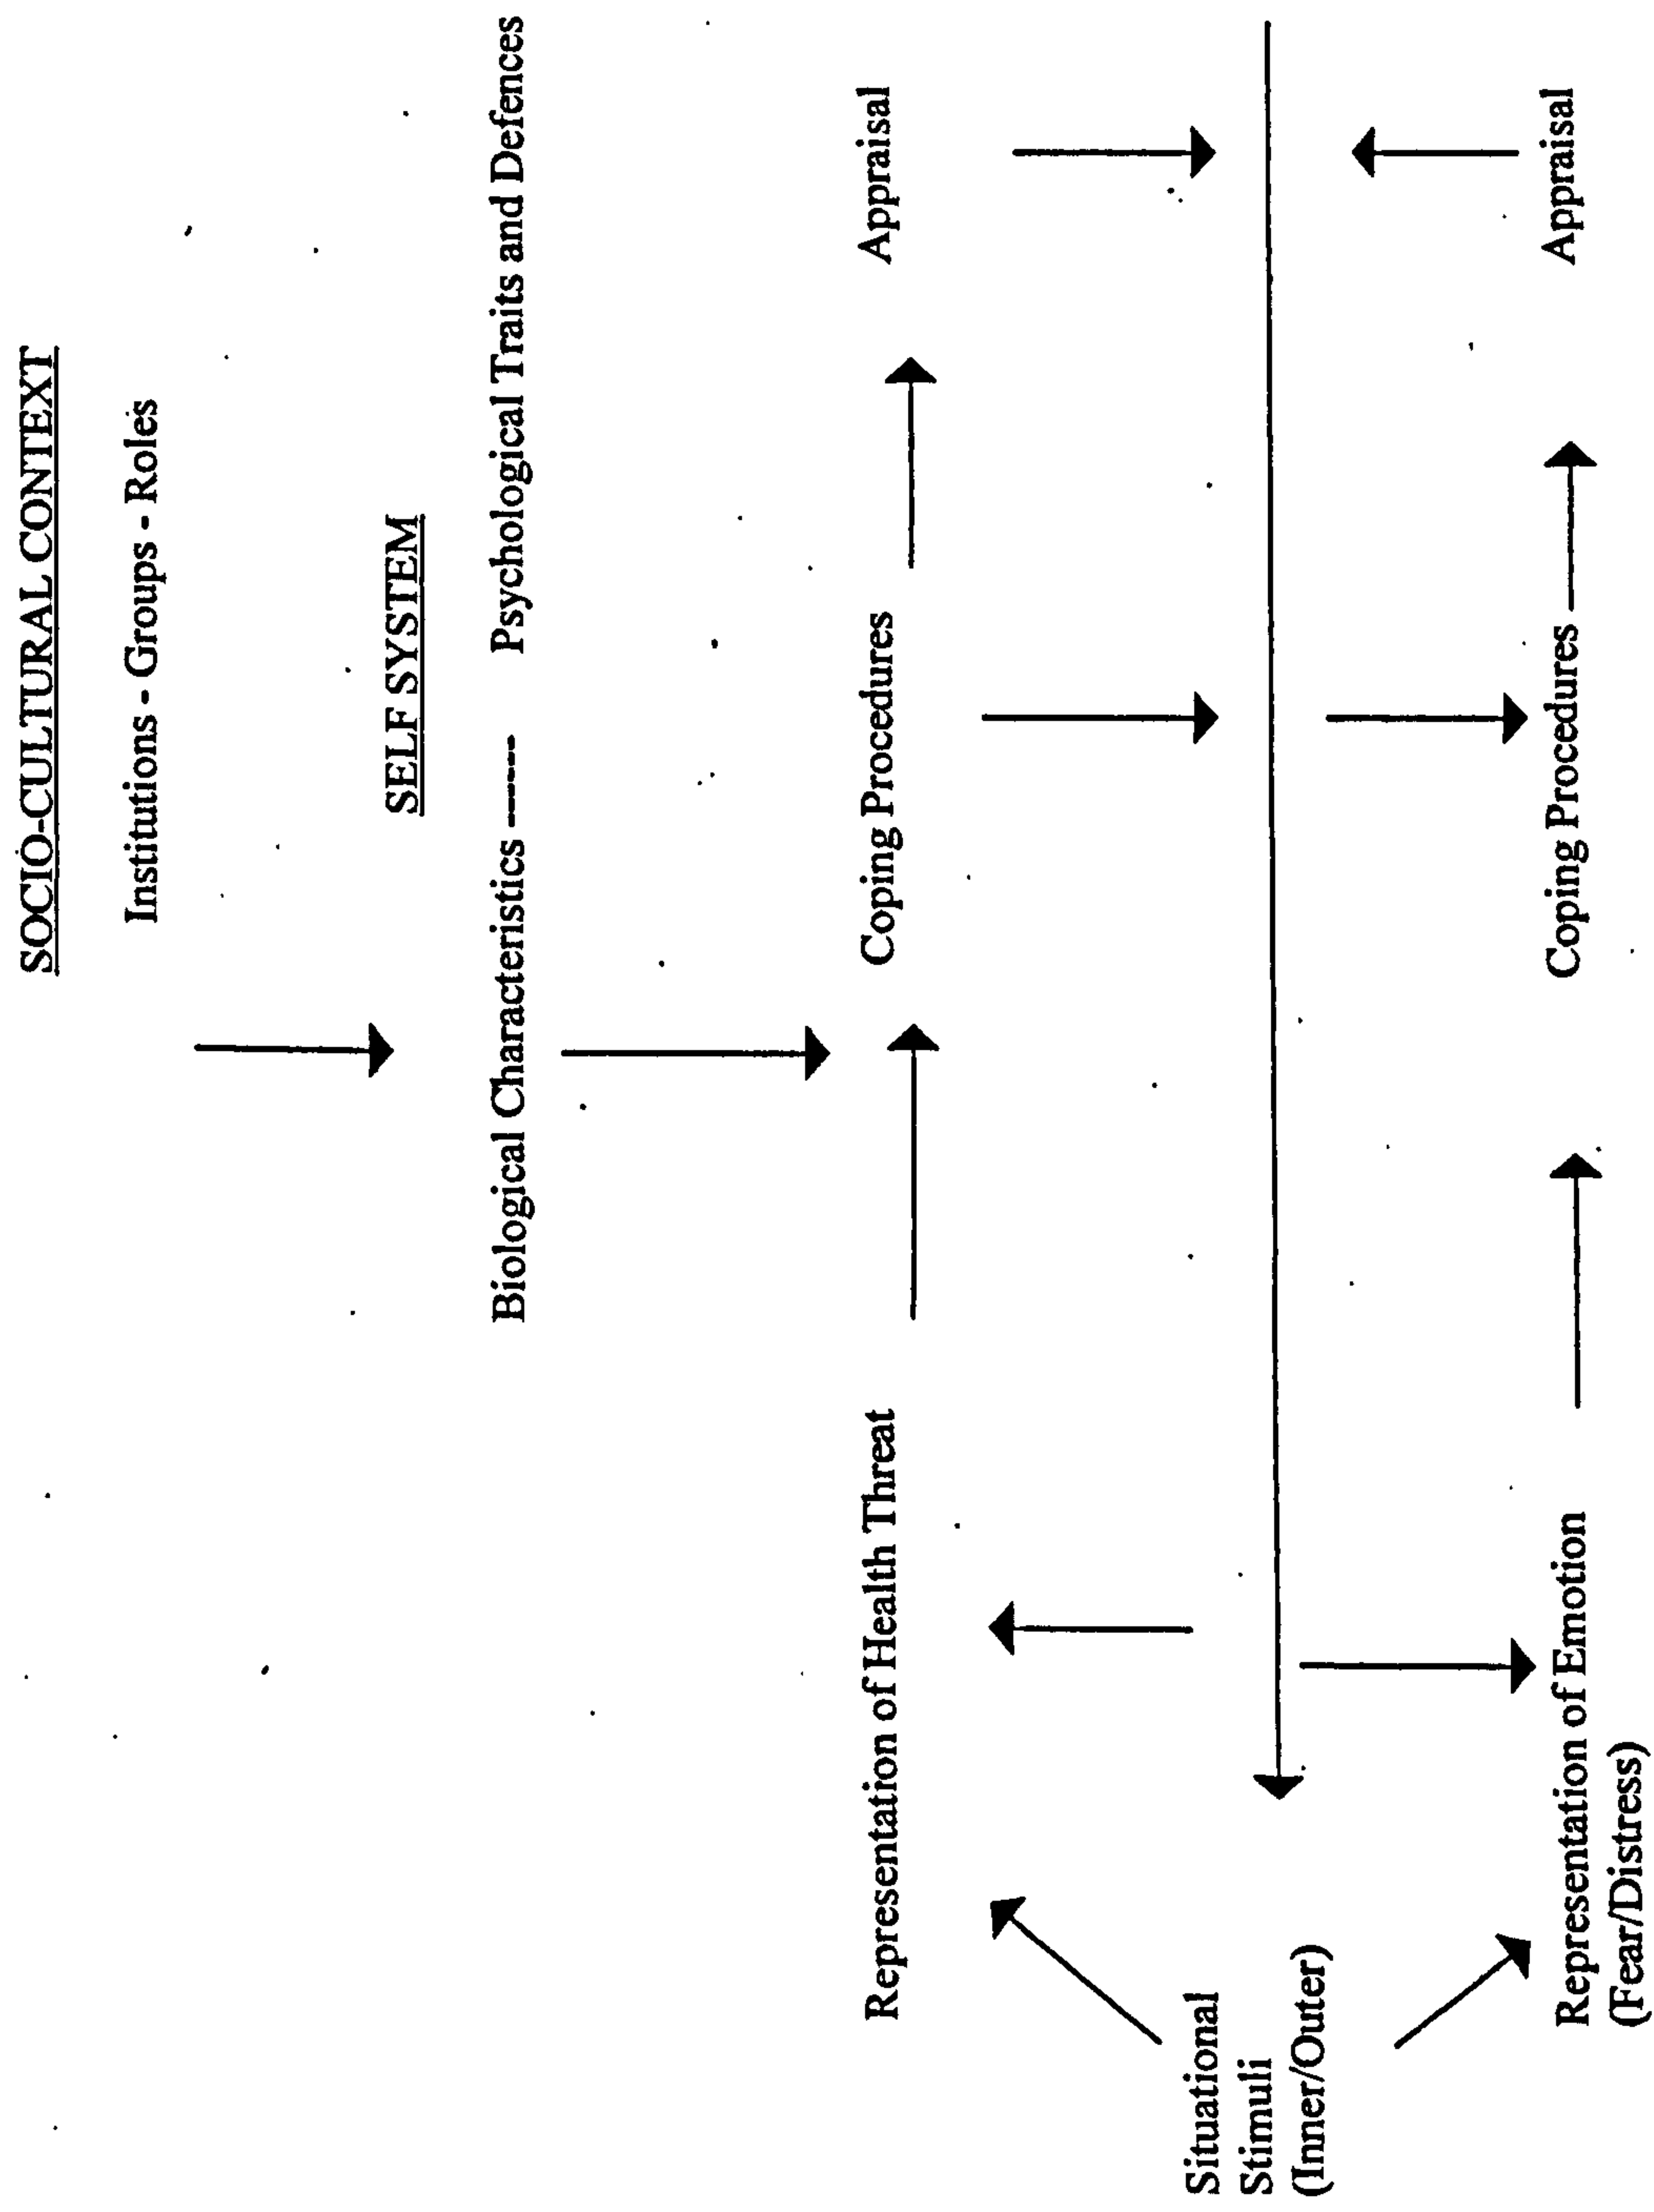 SOCIO-CULTURAL CONTEXT
Institutions - Groups - Roles
SELF SYSTEM
Biological Characteristics ------ Psychological Traits and Defences
Representation of Health Threat
Coping Procedures
Appraisal
Situational
Stimuli
(Inner/Outer)
Representation of Emotion
(Fear/Distress)
Coping Procedures
Appraisal